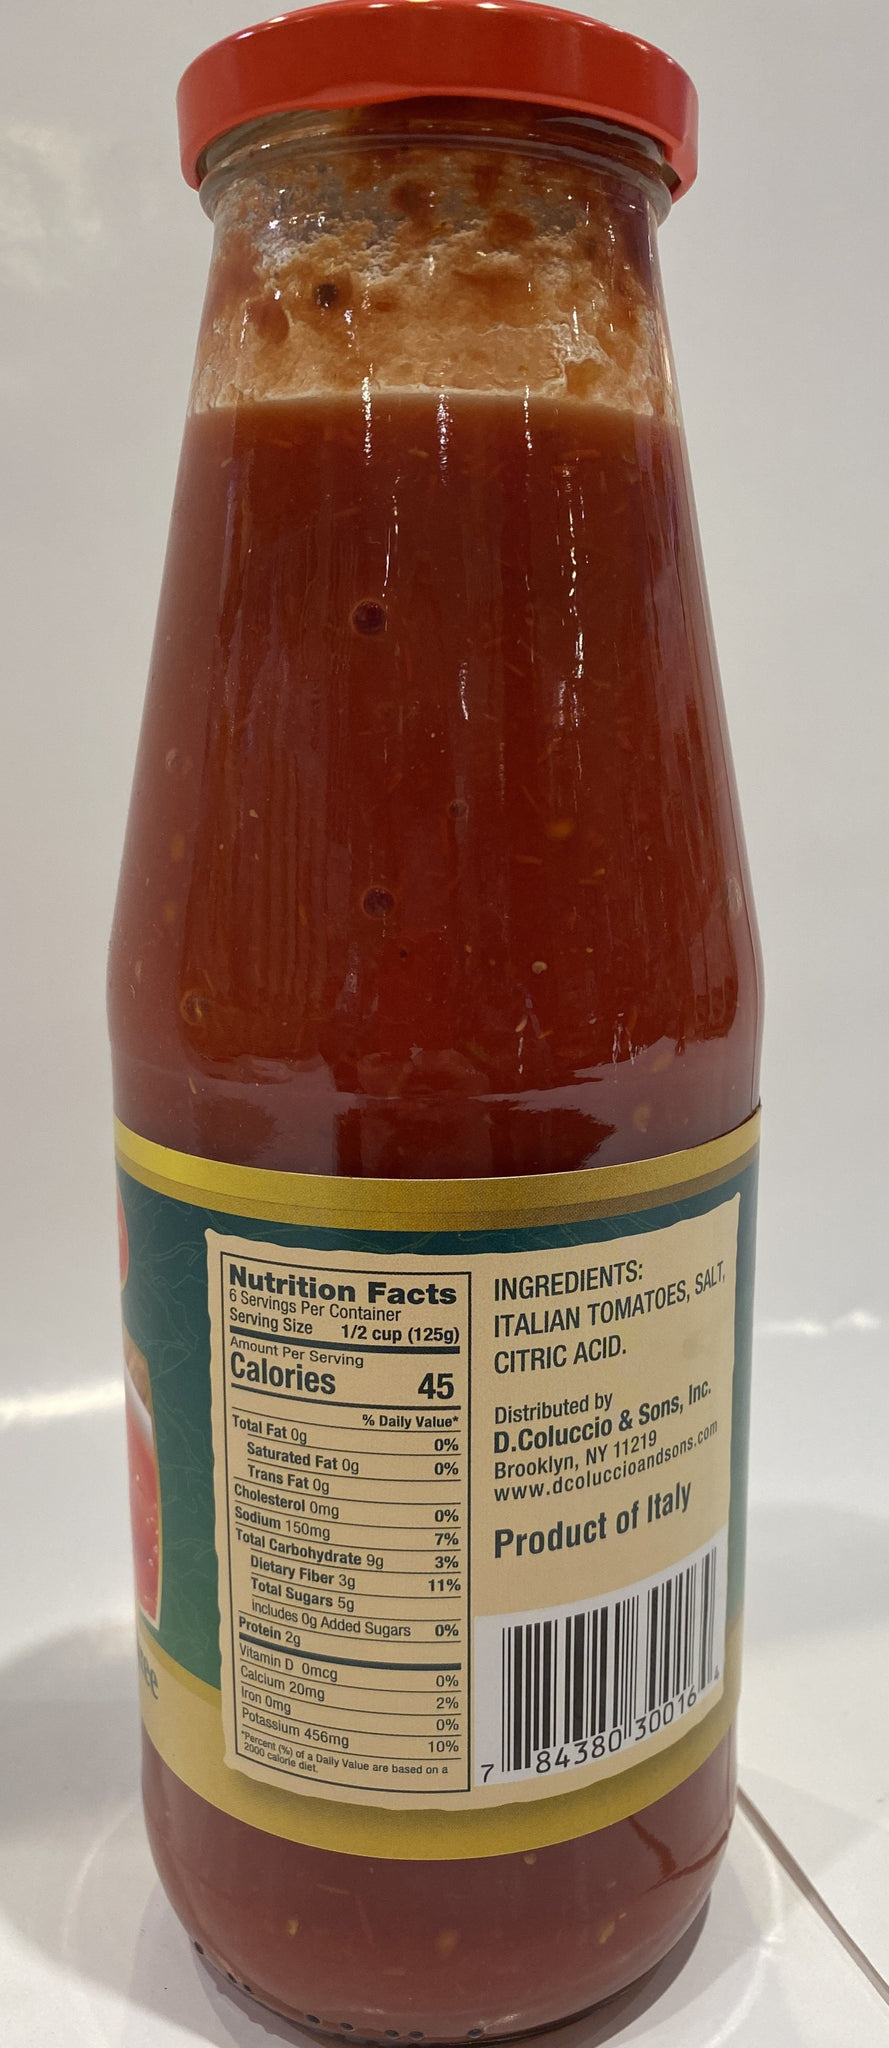 Nutrition Facts
6 Servings Per Container
Serving Size 1/2 cup (125g)
Amount Per Serving
Calories 45
% Daily Value*
Total Fat 0g 0%
Saturated Fat 0g 0%
Trans Fat 0g
Cholesterol 0mg 0%
Sodium 150mg 7%
Total Carbohydrate 9g 3%
Dietary Fiber 3g 11%
Total Sugars 5g
includes 0g Added Sugars 0%
Protein 2g
Vitamin D 0mcg 0%
Calcium 20mg 2%
Iron 0mg 0%
Potassium 456mg 10%
*Percent (%) of a Daily Value are based on a
2000 calorie diet.
INGREDIENTS:
ITALIAN TOMATOES, SALT,
CITRIC ACID.
Distributed by
D.Coluccio & Sons, Inc.
Brooklyn, NY 11219
www.dcoluccioandsons.com
Product of Italy
7 84380 30016 4